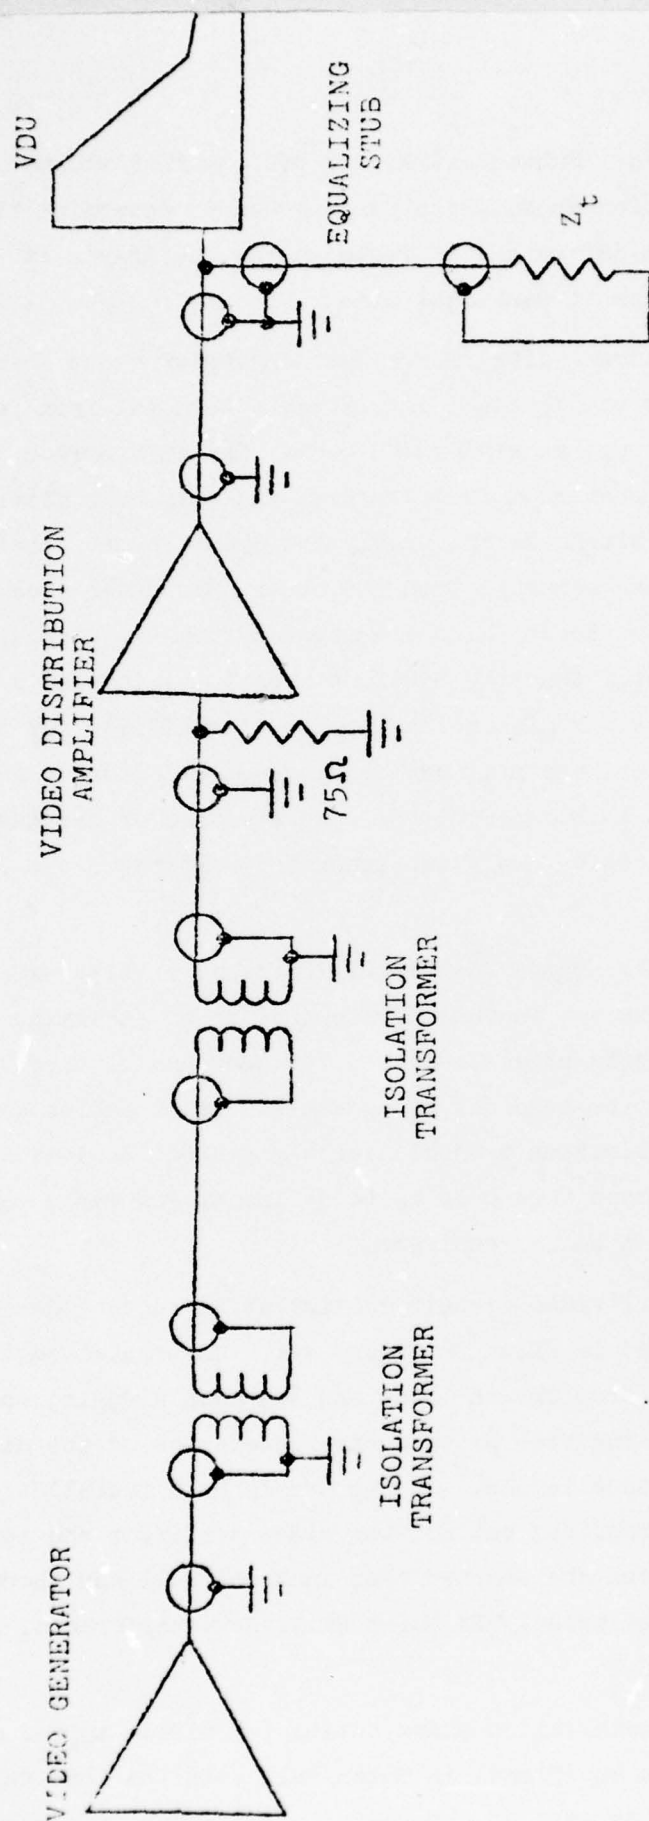 VIDEO GENERATOR
ISOLATION
TRANSFORMER
ISOLATION
TRANSFORMER
VIDEO DISTRIBUTION
AMPLIFIER
75Ω
VDU
EQUALIZING
STUB
Zt